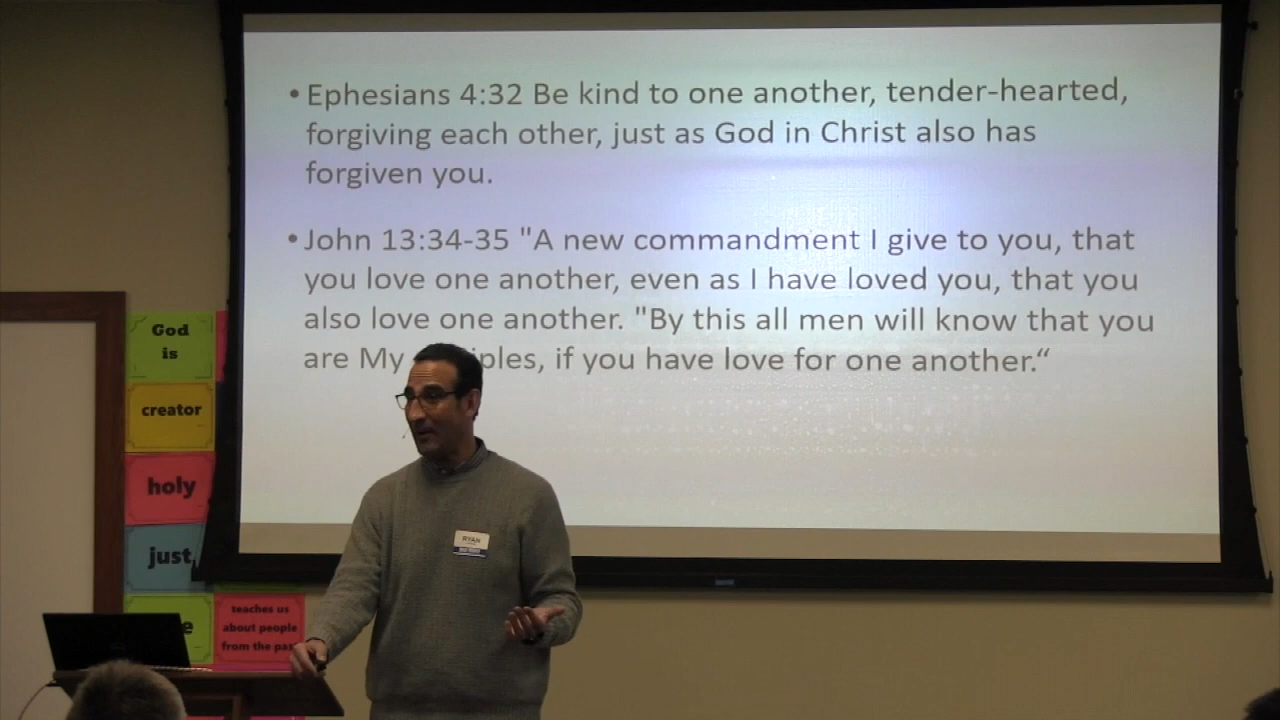 • Ephesians 4:32 Be kind to one another, tender-hearted,
forgiving each other, just as God in Christ also has
forgiven you.
• John 13:34-35 "A new commandment I give to you, that
you love one another, even as I have loved you, that you
also love one another. "By this all men will know that you
are My ples, if you have love for one another.“
God
is
creator
holy
just
teaches us
about people
from the
RYAN